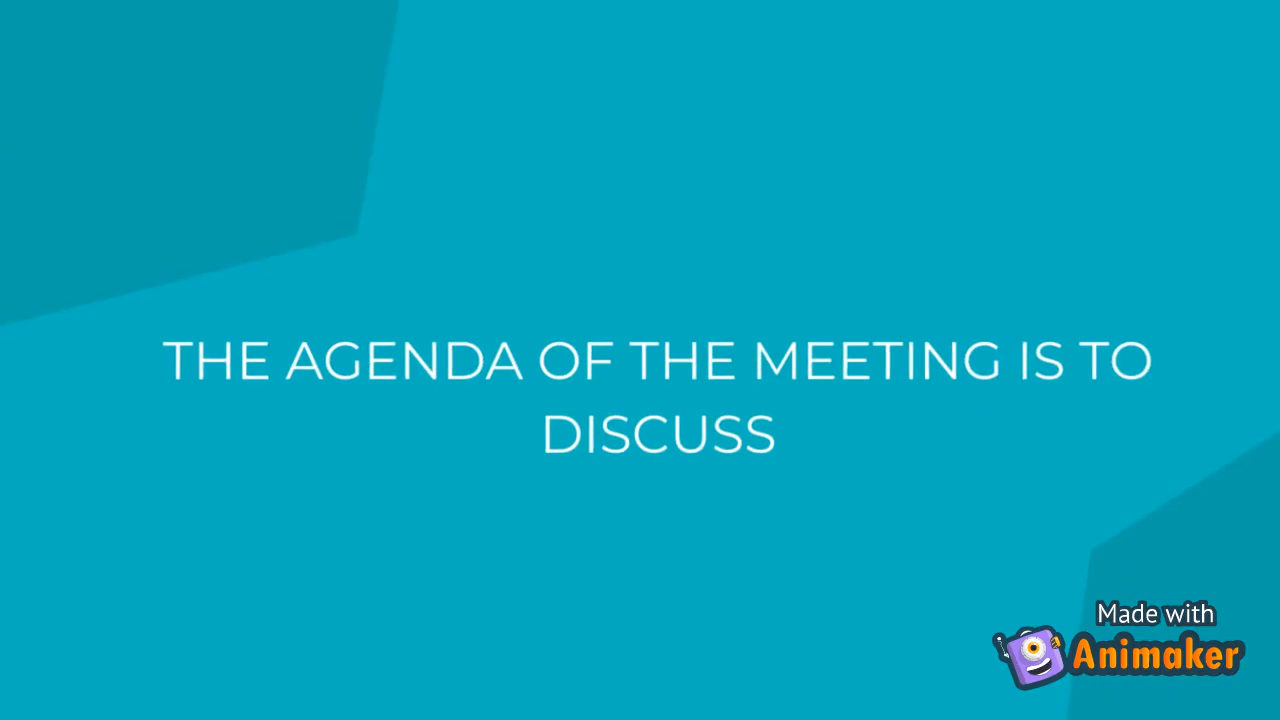 THE AGENDA OF THE MEETING IS TO
DISCUSS
Made with
Animaker